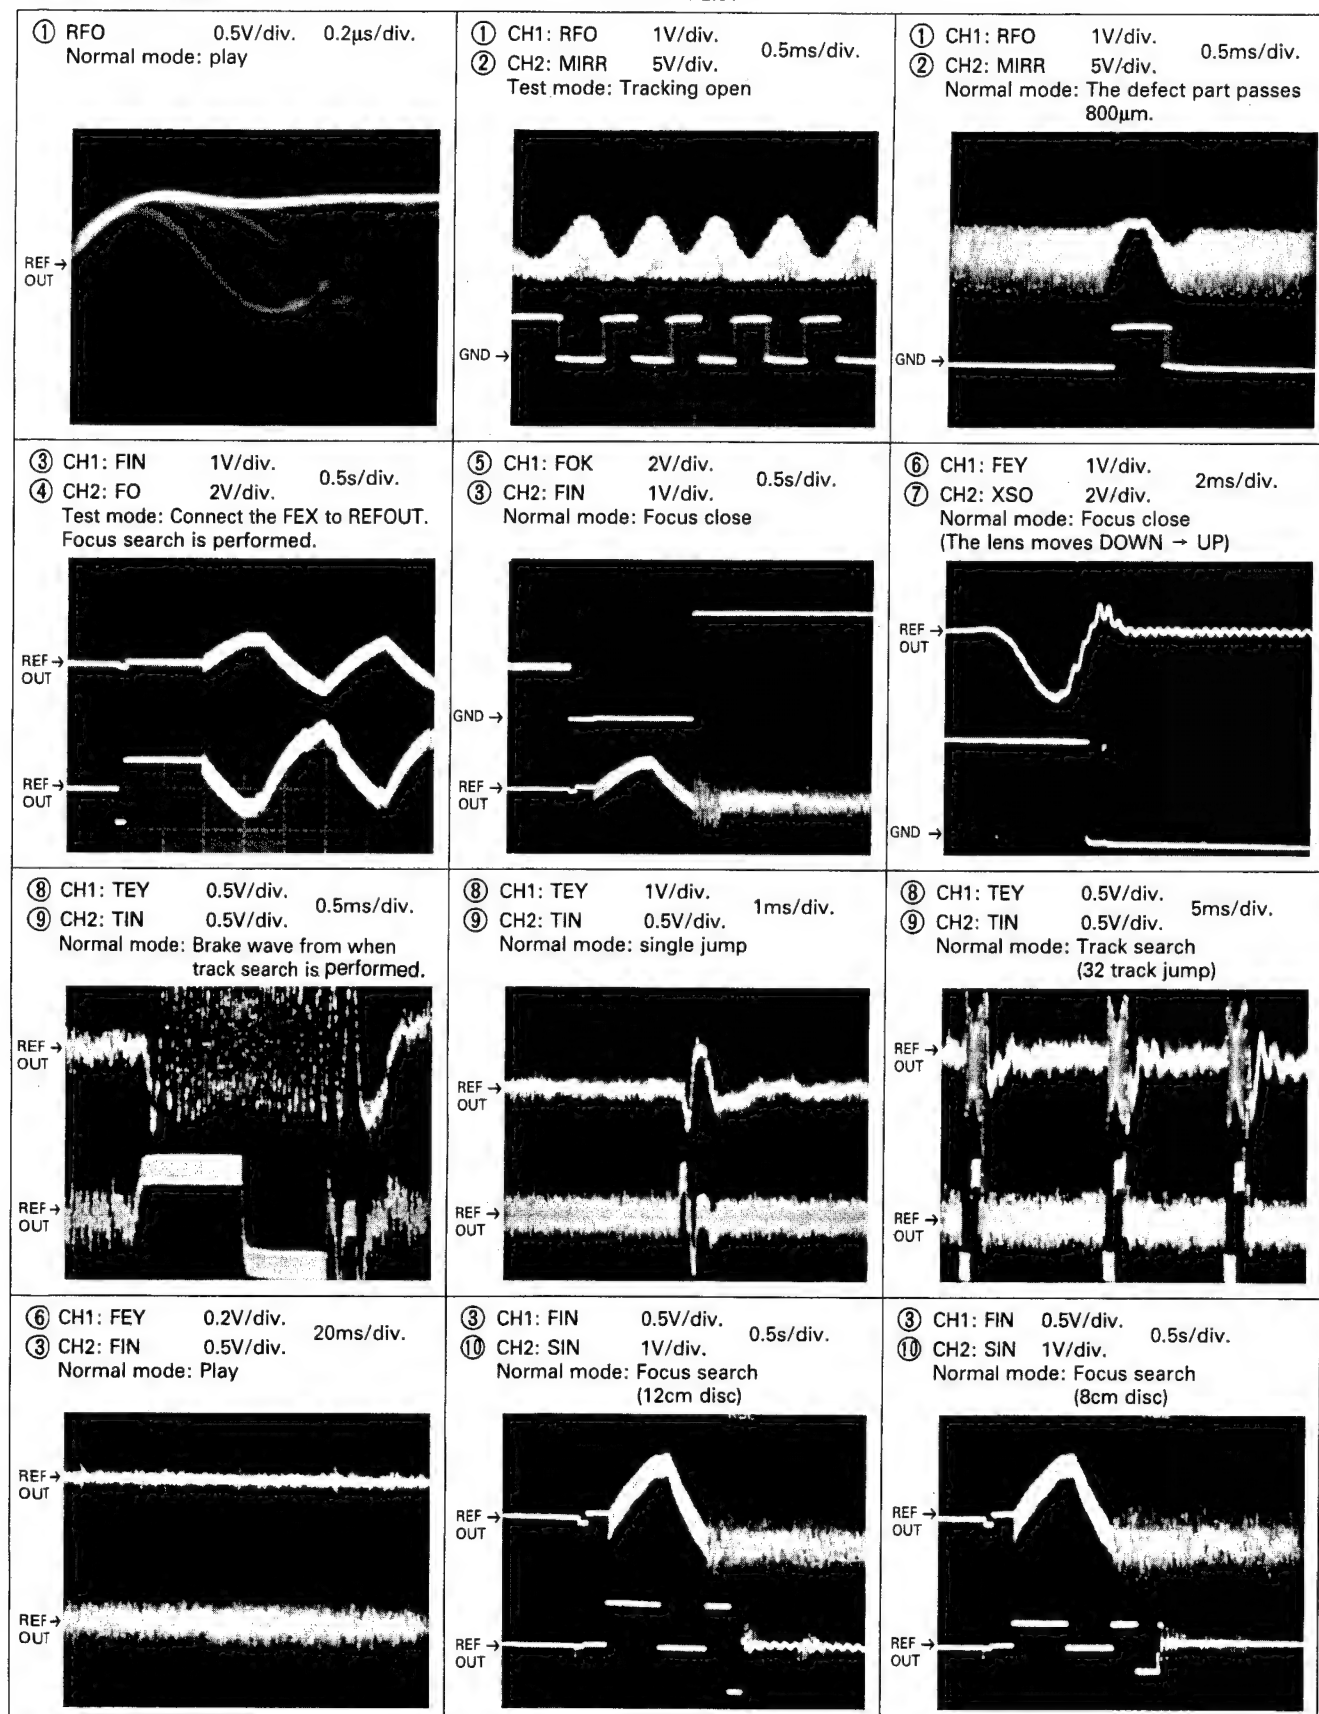 ① RFO 0.5V/div. 0.2µs/div.
Normal mode: play
REF →
OUT
① CH1: RFO 1V/div.
0.5ms/div.
② CH2: MIRR 5V/div.
Test mode: Tracking open
GND →
① CH1: RFO 1V/div.
0.5ms/div.
② CH2: MIRR 5V/div.
Normal mode: The defect part passes
800µm.
GND →
③ CH1: FIN 1V/div.
0.5s/div.
④ CH2: FO 2V/div.
Test mode: Connect the FEX to REFOUT.
Focus search is performed.
REF →
OUT
REF →
OUT
⑤ CH1: FOK 2V/div.
0.5s/div.
③ CH2: FIN 1V/div.
Normal mode: Focus close
GND →
REF →
OUT
⑥ CH1: FEY 1V/div.
2ms/div.
⑦ CH2: XSO 2V/div.
Normal mode: Focus close
(The lens moves DOWN → UP)
REF →
OUT
GND →
⑧ CH1: TEY 0.5V/div.
0.5ms/div.
⑨ CH2: TIN 0.5V/div.
Normal mode: Brake wave from when
track search is performed.
REF →
OUT
REF →
OUT
⑧ CH1: TEY 1V/div.
1ms/div.
⑨ CH2: TIN 0.5V/div.
Normal mode: single jump
REF →
OUT
REF →
OUT
⑧ CH1: TEY 0.5V/div.
5ms/div.
⑨ CH2: TIN 0.5V/div.
Normal mode: Track search
(32 track jump)
REF →
OUT
REF →
OUT
⑥ CH1: FEY 0.2V/div.
20ms/div.
③ CH2: FIN 0.5V/div.
Normal mode: Play
REF →
OUT
REF →
OUT
③ CH1: FIN 0.5V/div.
0.5s/div.
⑩ CH2: SIN 1V/div.
Normal mode: Focus search
(12cm disc)
REF →
OUT
REF →
OUT
③ CH1: FIN 0.5V/div.
0.5s/div.
⑩ CH2: SIN 1V/div.
Normal mode: Focus search
(8cm disc)
REF →
OUT
REF →
OUT